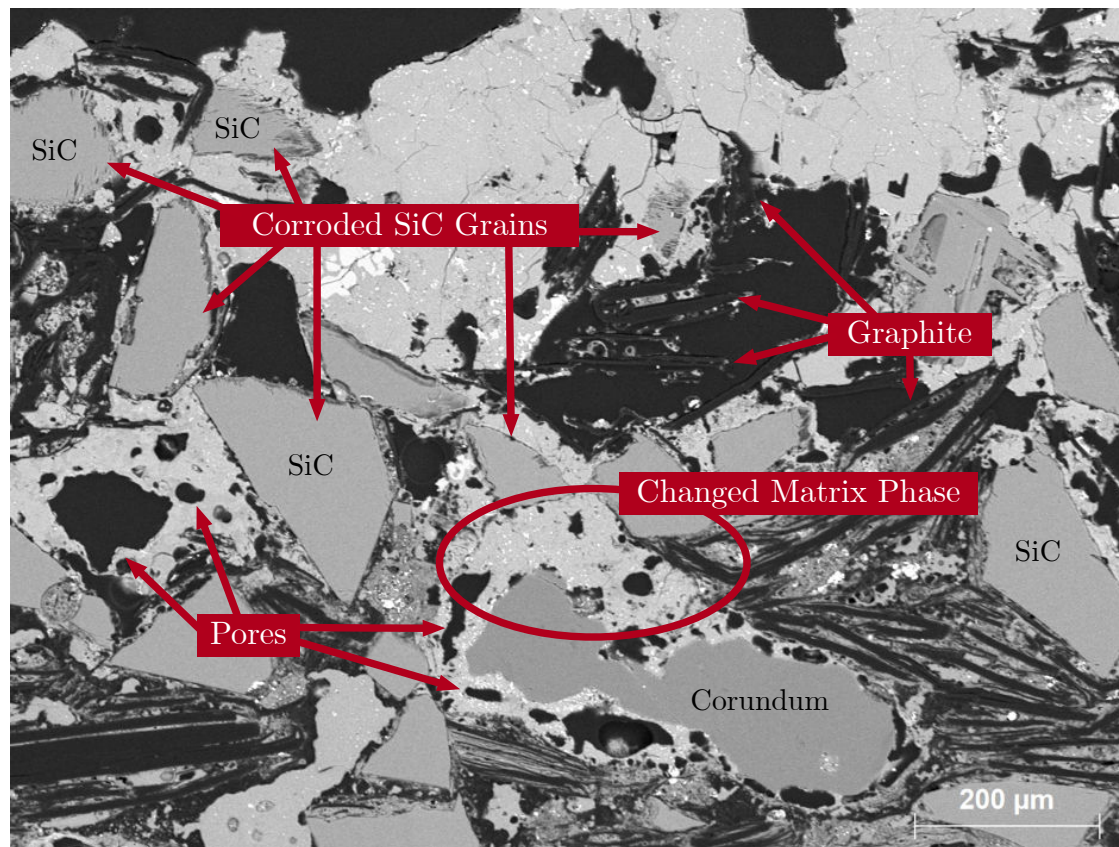 SiC
SiC
Corroded SiC Grains
Graphite
SiC
Changed Matrix Phase
SiC
Pores
Corundum
200 µm